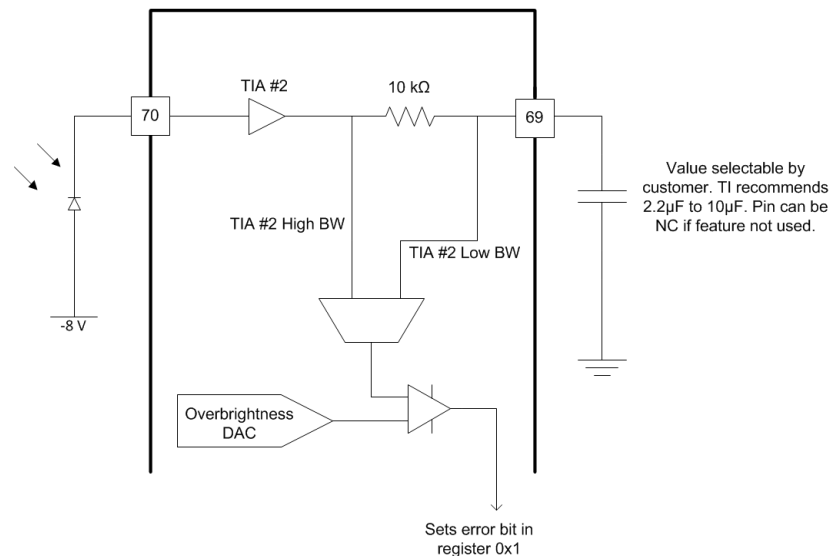 TIA #2
10 kΩ
70
69
Value selectable by
customer. TI recommends
2.2µF to 10µF. Pin can be
NC if feature not used.
TIA #2 High BW
TIA #2 Low BW
-8 V
Overbrightness
DAC
Sets error bit in
register 0x1